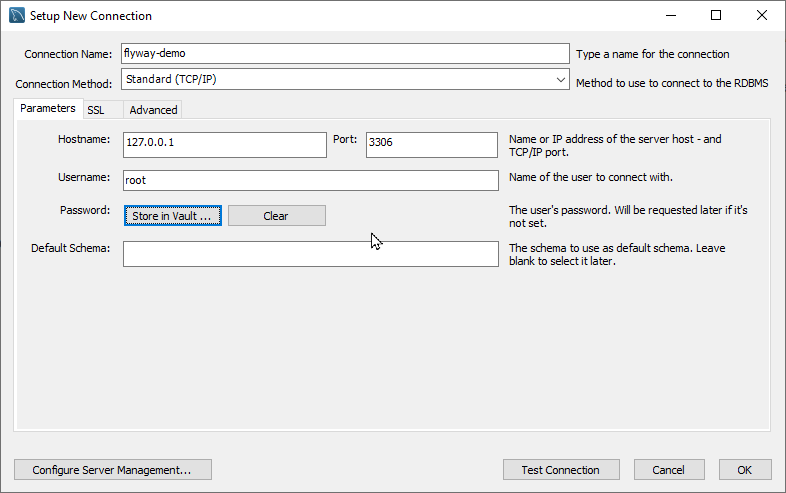 Setup New Connection
Connection Name: flyway-demo Type a name for the connection
Connection Method: Standard (TCP/IP) Method to use to connect to the RDBMS
Parameters SSL Advanced
Hostname: 127.0.0.1 Port: 3306 Name or IP address of the server host - and
TCP/IP port.
Username: root Name of the user to connect with.
Password: Store in Vault ... Clear The user's password. Will be requested later if it's
not set.
Default Schema: The schema to use as default schema. Leave
blank to select it later.
Configure Server Management... Test Connection Cancel OK